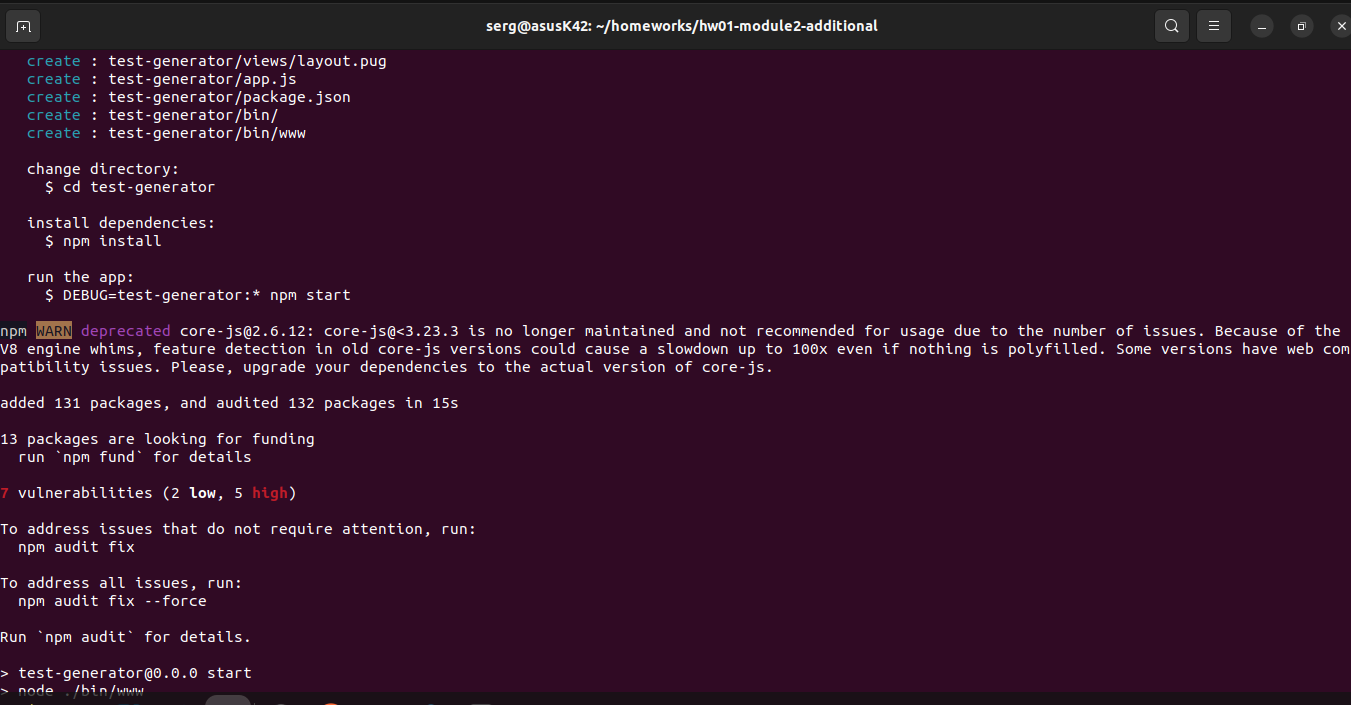 serg@asusK42: ~/homeworks/hw01-module2-additional
create : test-generator/views/layout.pug
create : test-generator/app.js
create : test-generator/package.json
create : test-generator/bin/
create : test-generator/bin/www
change directory:
$ cd test-generator
install dependencies:
$ npm install
run the app:
$ DEBUG=test-generator:* npm start
npm WARN deprecated core-js@2.6.12: core-js@<3.23.3 is no longer maintained and not recommended for usage due to the number of issues. Because of the
V8 engine whims, feature detection in old core-js versions could cause a slowdown up to 100x even if nothing is polyfilled. Some versions have web com
patibility issues. Please, upgrade your dependencies to the actual version of core-js.
added 131 packages, and audited 132 packages in 15s
13 packages are looking for funding
run `npm fund` for details
7 vulnerabilities (2 low, 5 high)
To address issues that do not require attention, run:
npm audit fix
To address all issues, run:
npm audit fix --force
Run `npm audit` for details.
> test-generator@0.0.0 start
> node ./bin/www